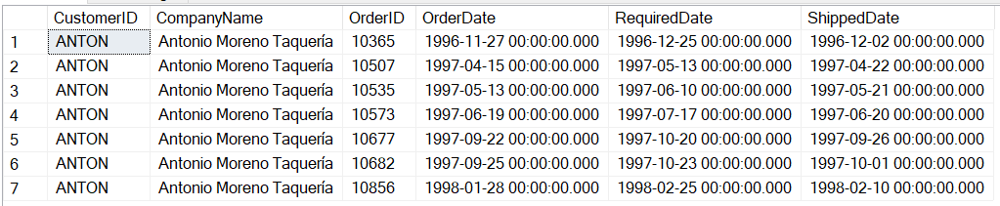 CustomerID CompanyName OrderID OrderDate RequiredDate ShippedDate
1 ANTON Antonio Moreno Taquería 10365 1996-11-27 00:00:00.000 1996-12-25 00:00:00.000 1996-12-02 00:00:00.000
2 ANTON Antonio Moreno Taquería 10507 1997-04-15 00:00:00.000 1997-05-13 00:00:00.000 1997-04-22 00:00:00.000
3 ANTON Antonio Moreno Taquería 10535 1997-05-13 00:00:00.000 1997-06-10 00:00:00.000 1997-05-21 00:00:00.000
4 ANTON Antonio Moreno Taquería 10573 1997-06-19 00:00:00.000 1997-07-17 00:00:00.000 1997-06-20 00:00:00.000
5 ANTON Antonio Moreno Taquería 10677 1997-09-22 00:00:00.000 1997-10-20 00:00:00.000 1997-09-26 00:00:00.000
6 ANTON Antonio Moreno Taquería 10682 1997-09-25 00:00:00.000 1997-10-23 00:00:00.000 1997-10-01 00:00:00.000
7 ANTON Antonio Moreno Taquería 10856 1998-01-28 00:00:00.000 1998-02-25 00:00:00.000 1998-02-10 00:00:00.000